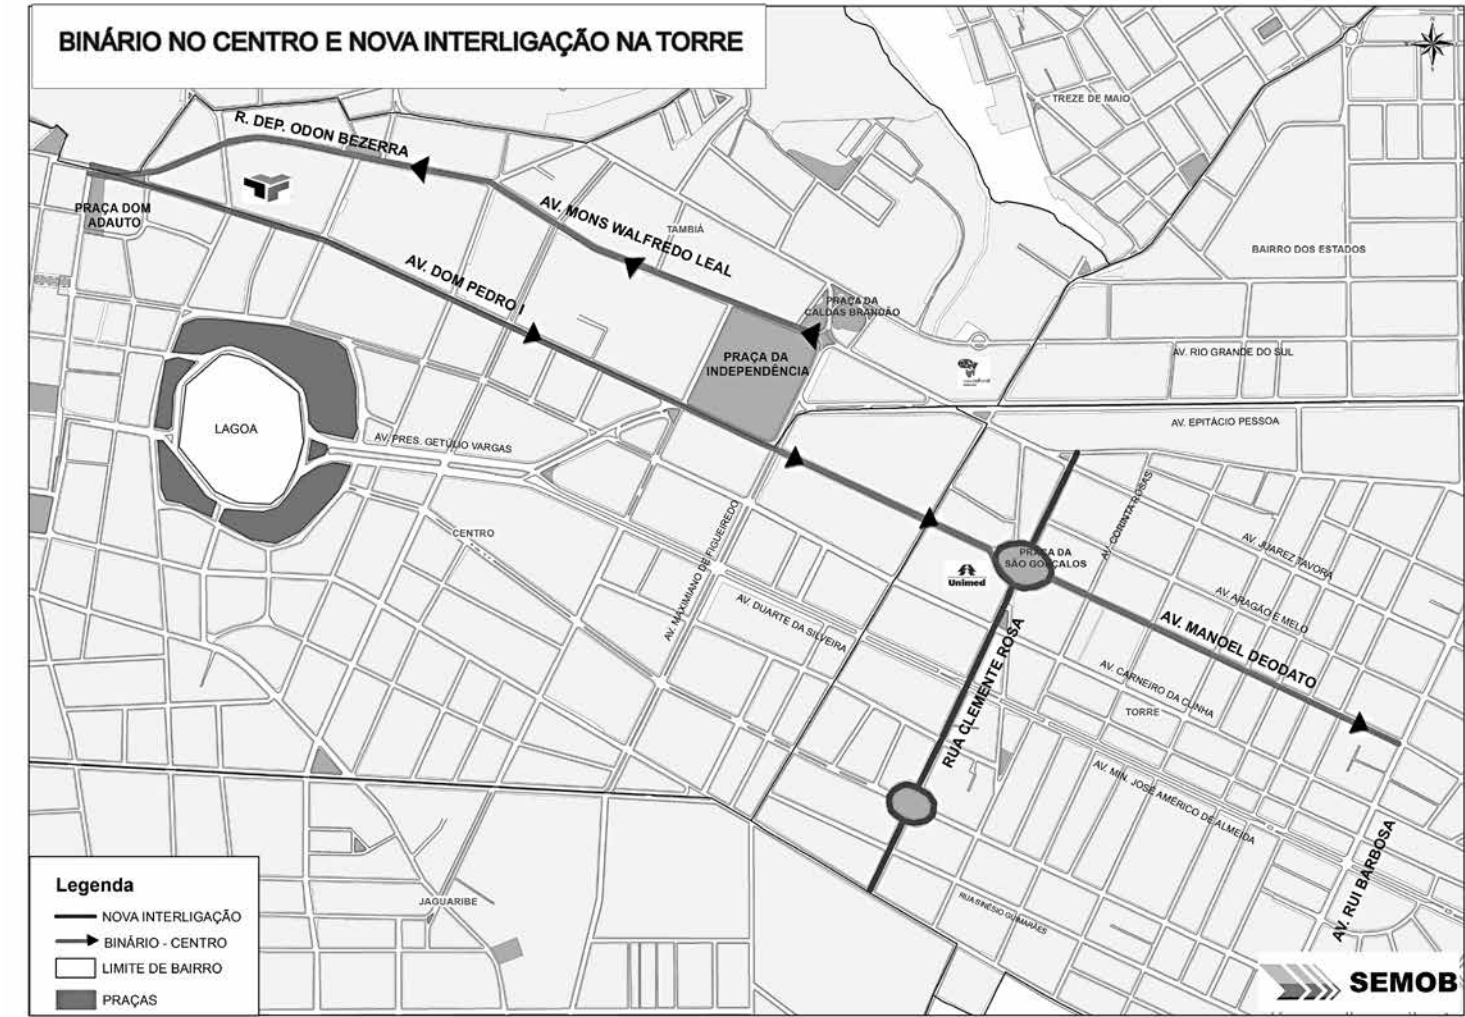 BINÁRIO NO CENTRO E NOVA INTERLIGAÇÃO NA TORRE
TREZE DE MAIO
R. DEP. ODON BEZERRA
PRAÇA DOM
ADAUTO
AV. MONS WALFREDO LEAL
TAMBIÁ
BAIRRO DOS ESTADOS
AV. DOM PEDRO I
PRAÇA DA
CALDAS BRANDÃO
PRAÇA DA
INDEPENDÊNCIA
AV. RIO GRANDE DO SUL
LAGOA
AV. PRES. GETÚLIO VARGAS
AV. EPITÁCIO PESSOA
CENTRO
AV. MAXIMIANO DE FIGUEIREDO
AV. CORINTA ROSAS
AV. JUAREZ TAVORA
PRAÇA DA
SÃO GONÇALOS
Unimed
AV. DUARTE DA SILVEIRA
AV. ARAGÃO E MELO
AV. MANOEL DEODATO
RUA CLEMENTE ROSA
AV. CARNEIRO DA CUNHA
TORRE
AV. MIN. JOSÉ AMÉRICO DE ALMEIDA
AV. RUI BARBOSA
JAGUARIBE
RUA SINÉSIO GUIMARÃES
Legenda
NOVA INTERLIGAÇÃO
BINÁRIO - CENTRO
LIMITE DE BAIRRO
PRAÇAS
SEMOB